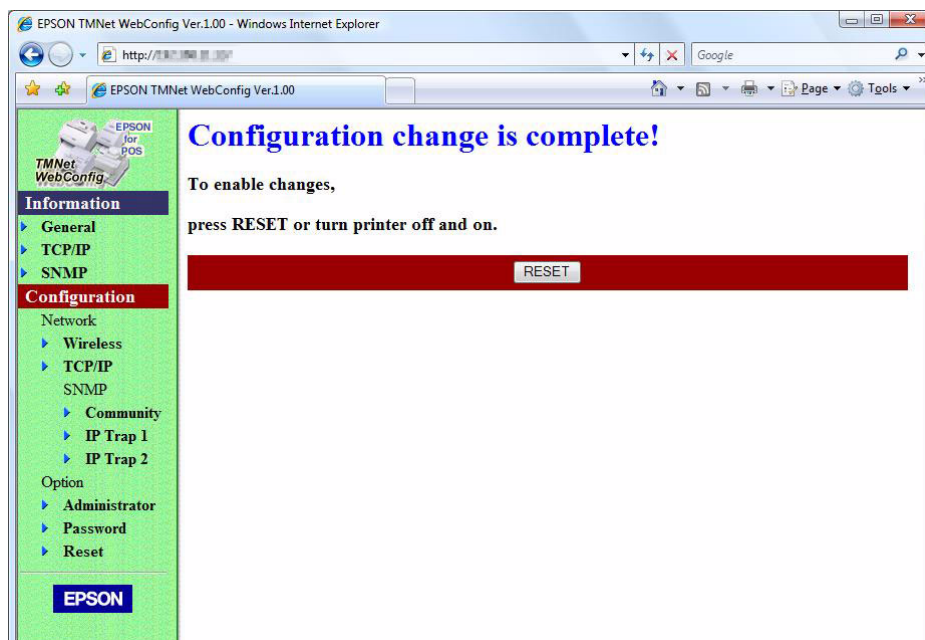 EPSON TMNet WebConfig Ver.1.00 - Windows Internet Explorer
http://
Google
EPSON TMNet WebConfig Ver.1.00
Page
Tools
EPSON
for
POS
TMNet
WebConfig
Information
General
TCP/IP
SNMP
Configuration
Network
Wireless
TCP/IP
SNMP
Community
IP Trap 1
IP Trap 2
Option
Administrator
Password
Reset
EPSON
Configuration change is complete!
To enable changes,
press RESET or turn printer off and on.
RESET